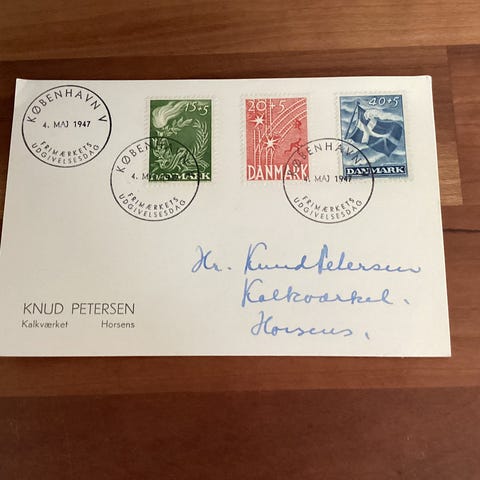 KØBENHAVN V
4. MAJ 1947
FRIMÆRKETS
UDGIVELSESDAG
15+5
DANMARK
20+5
DANMARK
40+5
DANMARK
KØBENHAVN
4. MAJ 1947
FRIMÆRKETS
UDGIVELSESDAG
KØBENHAVN
4. MAJ 1947
FRIMÆRKETS
UDGIVELSESDAG
Hr. Knud Petersen
Kalkværket.
Horsens.
KNUD PETERSEN
Kalkværket Horsens